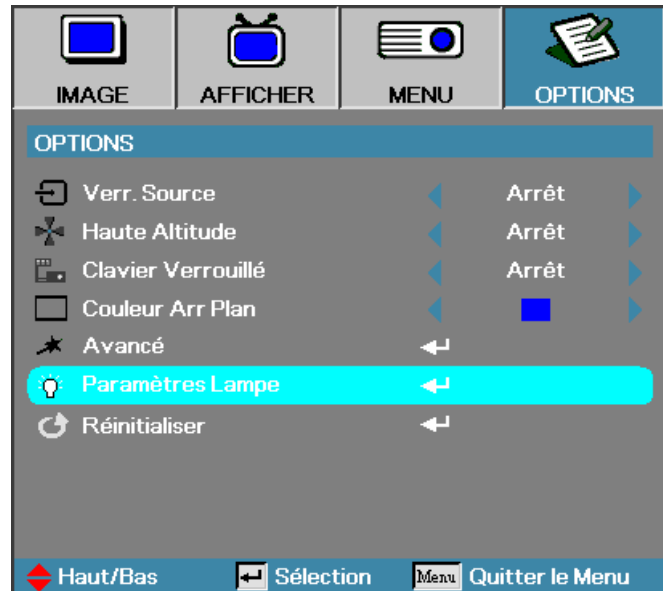 IMAGE AFFICHER MENU OPTIONS
OPTIONS
Verr. Source Arrêt
Haute Altitude Arrêt
Clavier Verrouillé Arrêt
Couleur Arr Plan
Avancé
Paramètres Lampe
Réinitialiser
Haut/Bas Sélection Menu Quitter le Menu